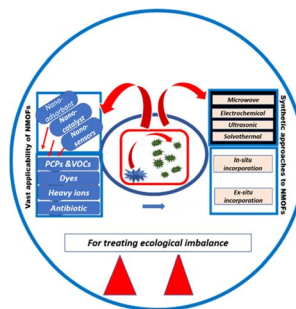 Vast applicability of NMOFs
Nano-
adsorbant
Nano-
catalyst
Nano-
sensors
PCPs &VOCs
Dyes
Heavy ions
Antibiotic
Microwave
Electrochemical
Ultrasonic
Solvothermal
In-situ
incorporation
Ex-situ
incorporation
Synthetic approaches to NMOFs
For treating ecological imbalance